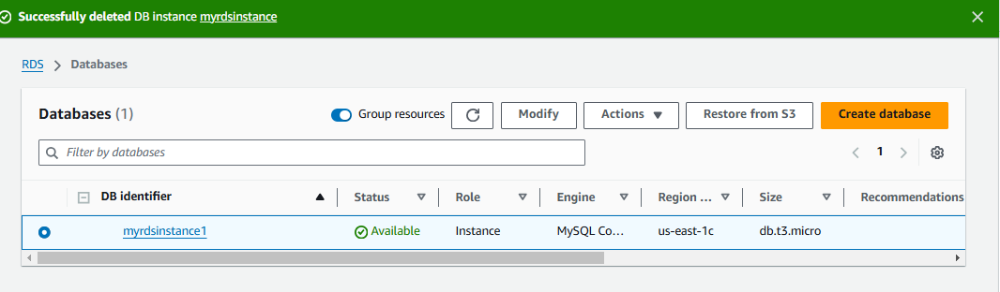 Successfully deleted DB instance myrdsinstance
RDS > Databases
Databases (1) Group resources Modify Actions Restore from S3 Create database
Filter by databases 1
DB identifier Status Role Engine Region ... Size Recommendations
myrdsinstance1 Available Instance MySQL Co... us-east-1c db.t3.micro